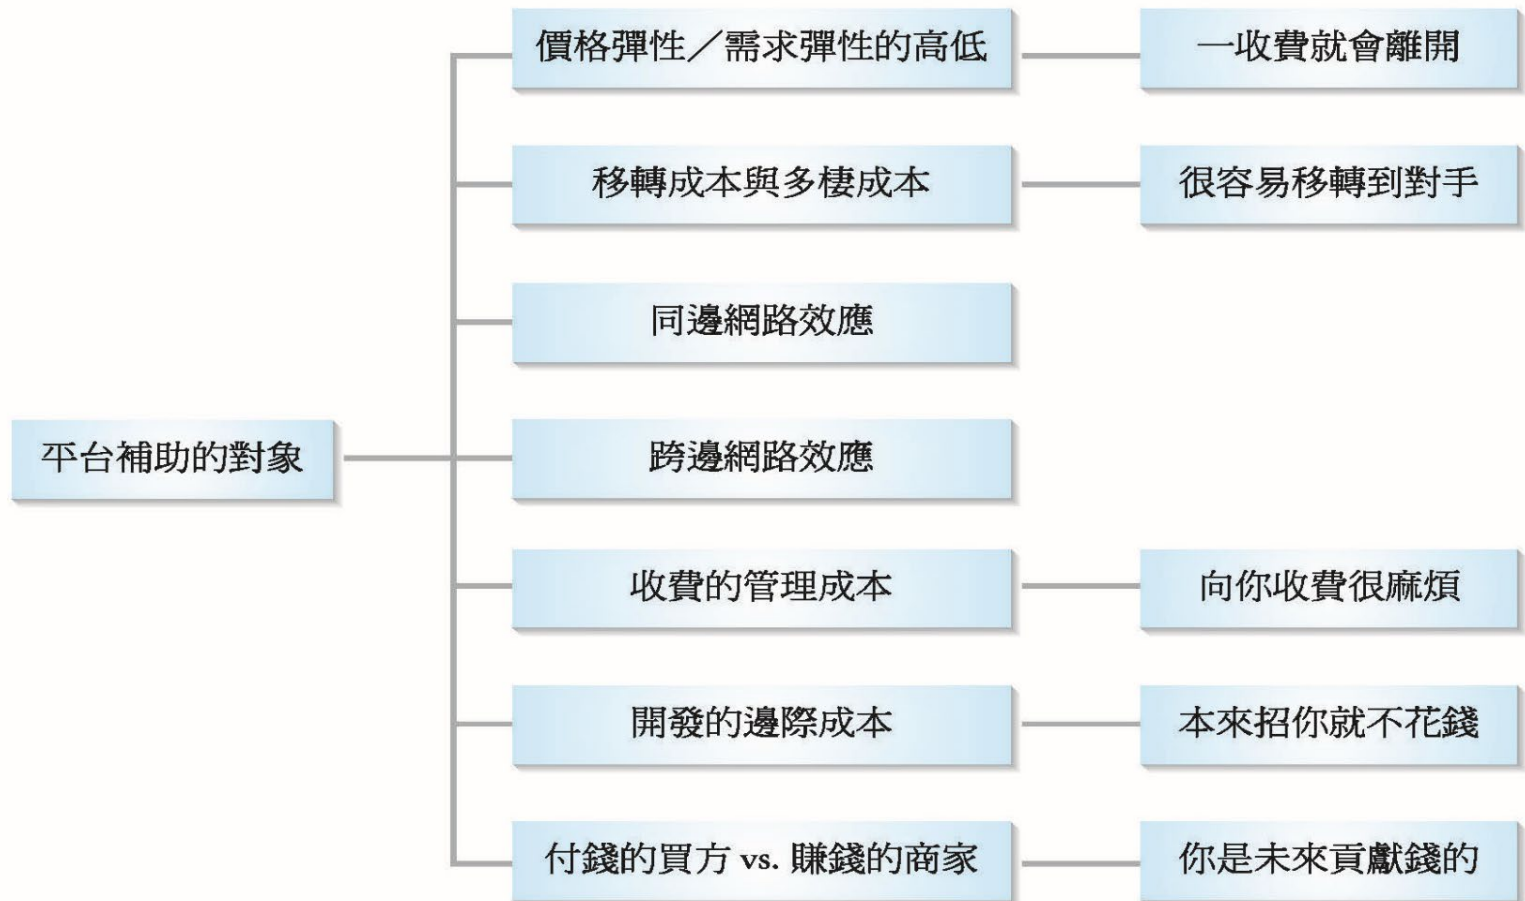 價格彈性／需求彈性的高低
一收費就會離開
移轉成本與多棲成本
很容易移轉到對手
同邊網路效應
平台補助的對象
跨邊網路效應
收費的管理成本
向你收費很麻煩
開發的邊際成本
本來招你就不花錢
付錢的買方 vs. 賺錢的商家
你是未來貢獻錢的